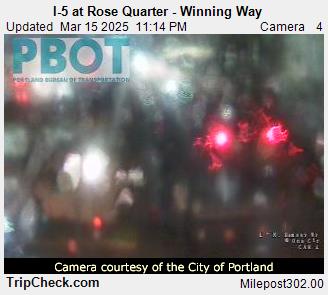 I-5 at Rose Quarter - Winning Way
Updated Mar 15 2025 11:14 PM Camera 4
PBOT
PORTLAND BUREAU OF TRANSPORTATION
Camera courtesy of the City of Portland
TripCheck.com Milepost302.00